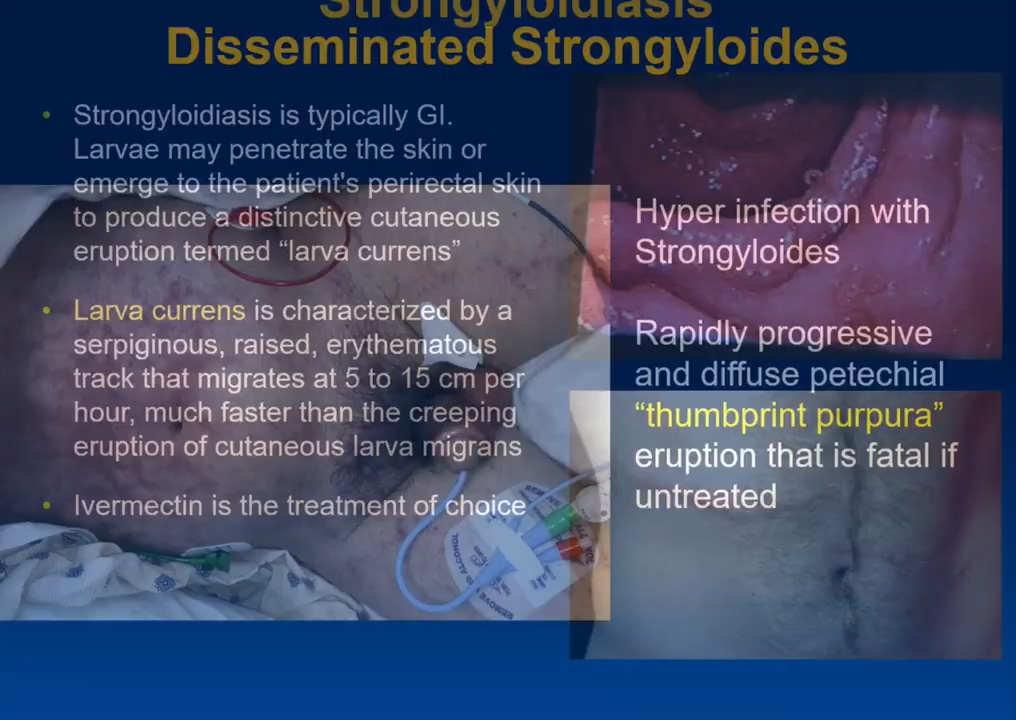 Strongyloidiasis
Disseminated Strongyloides
• Strongyloidiasis is typically GI.
Larvae may penetrate the skin or
emerge to the patient's perirectal skin
to produce a distinctive cutaneous
eruption termed “larva currens”
• Larva currens is characterized by a
serpiginous, raised, erythematous
track that migrates at 5 to 15 cm per
hour, much faster than the creeping
eruption of cutaneous larva migrans
• Ivermectin is the treatment of choice
Hyper infection with
Strongyloides
Rapidly progressive
and diffuse petechial
“thumbprint purpura”
eruption that is fatal if
untreated
ALCOHOL
REMOVE